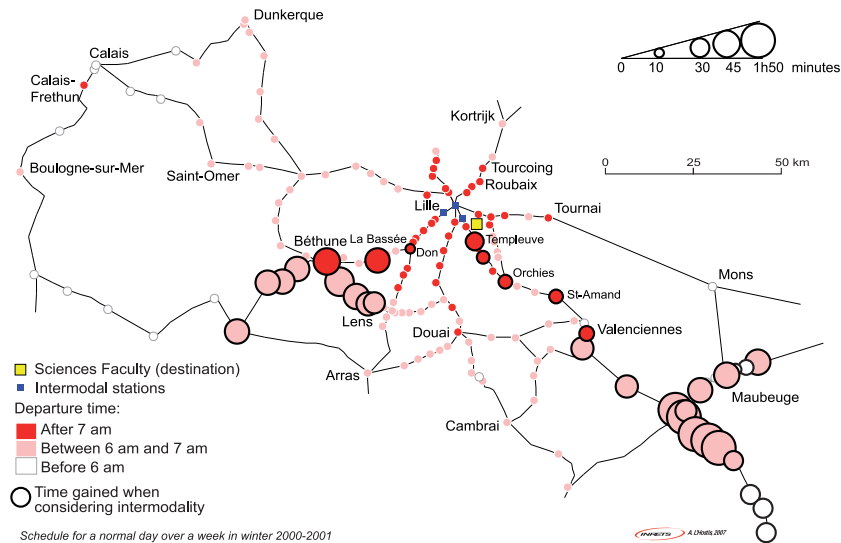 Dunkerque
Calais
Calais-
Frethun
0 10 30 45 1h50 minutes
Kortrijk
Boulogne-sur-Mer
Saint-Omer
Tourcoing
Roubaix
0 25 50 km
Lille
Tournai
Béthune
La Bassée
Don
Templeuve
Orchies
Mons
St-Amand
Lens
Douai
Valenciennes
Arras
Maubeuge
Cambrai
Sciences Faculty (destination)
Intermodal stations
Departure time:
After 7 am
Between 6 am and 7 am
Before 6 am
Time gained when
considering intermodality
Schedule for a normal day over a week in winter 2000-2001
INRETS A. L'Hostis, 2007